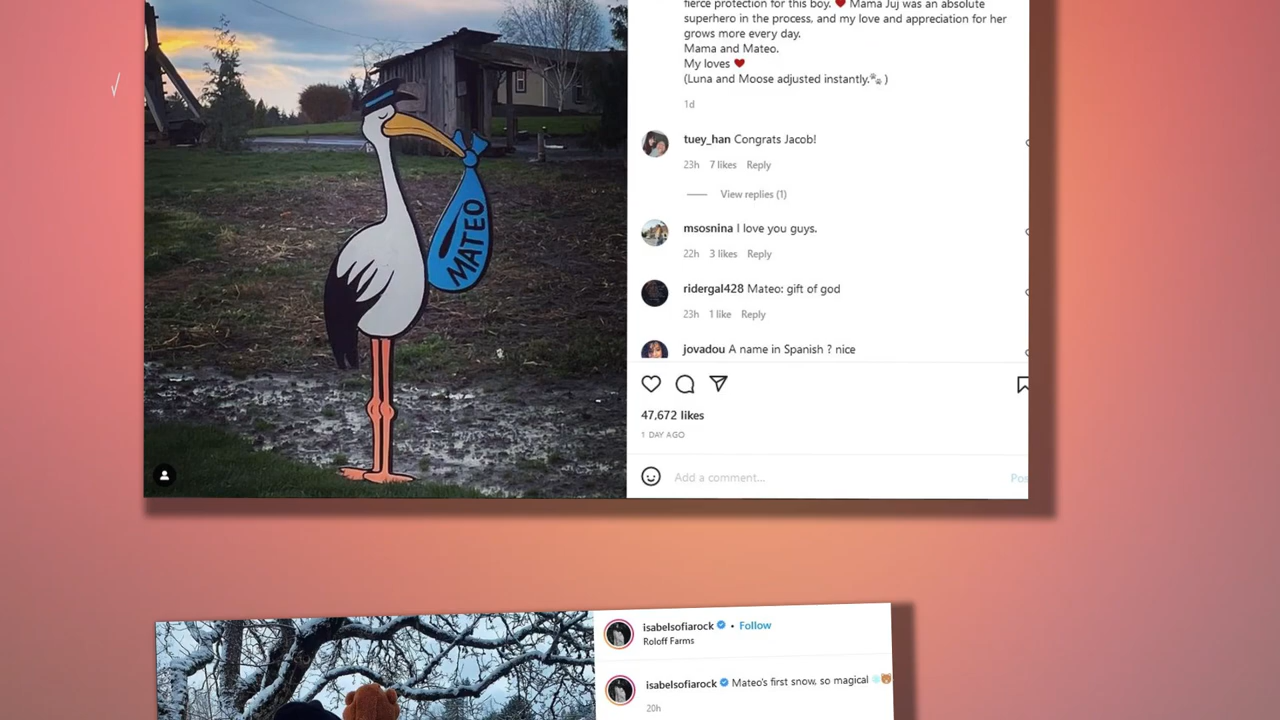 fierce protection for this boy. ❤️ Mama Juj was an absolute
superhero in the process, and my love and appreciation for her
grows more every day.
Mama and Mateo.
My loves ❤️
(Luna and Moose adjusted instantly.🐾 )
1d
tuey_han Congrats Jacob!
23h 7 likes Reply
View replies (1)
msosnina I love you guys.
22h 3 likes Reply
ridergal428 Mateo: gift of god
23h 1 like Reply
jovadou A name in Spanish ? nice
47,672 likes
1 DAY AGO
Add a comment...
Pos
MATEO
isabelsofiarock • Follow
Roloff Farms
isabelsofiarock Mateo's first snow, so magical ❄️🐻
20h